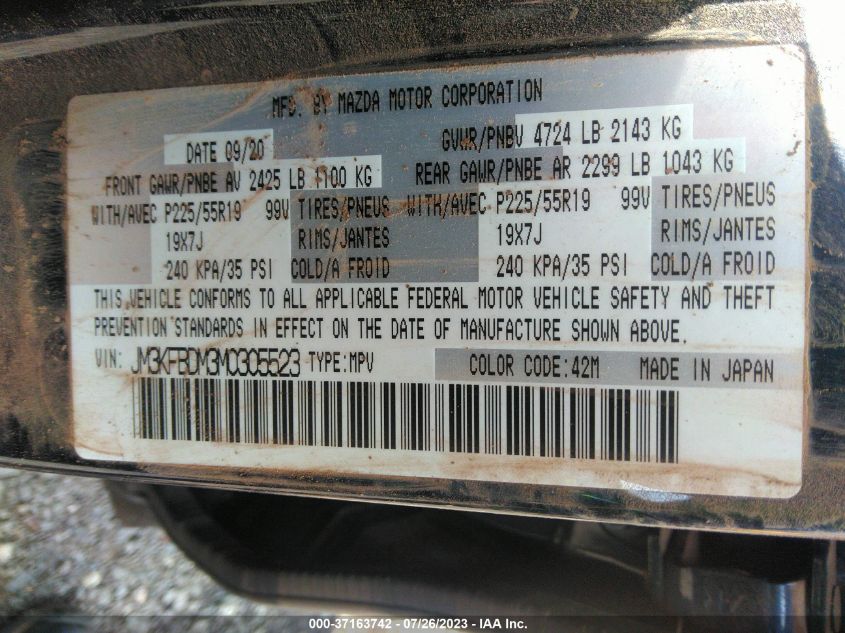 MFD. BY MAZDA MOTOR CORPORATION
DATE 09/20 GVWR/PNBV 4724 LB 2143 KG
FRONT GAWR/PNBE AV 2425 LB 1100 KG REAR GAWR/PNBE AR 2299 LB 1043 KG
WITH/AVEC P225/55R19 99V TIRES/PNEUS WITH/AVEC P225/55R19 99V TIRES/PNEUS
19X7J RIMS/JANTES 19X7J RIMS/JANTES
240 KPA/35 PSI COLD/A FROID 240 KPA/35 PSI COLD/A FROID
THIS VEHICLE CONFORMS TO ALL APPLICABLE FEDERAL MOTOR VEHICLE SAFETY AND THEFT
PREVENTION STANDARDS IN EFFECT ON THE DATE OF MANUFACTURE SHOWN ABOVE.
VIN: JM3KFBDM3M0305523 TYPE:MPV COLOR CODE:42M MADE IN JAPAN
000-37163742 - 07/26/2023 - IAA Inc.